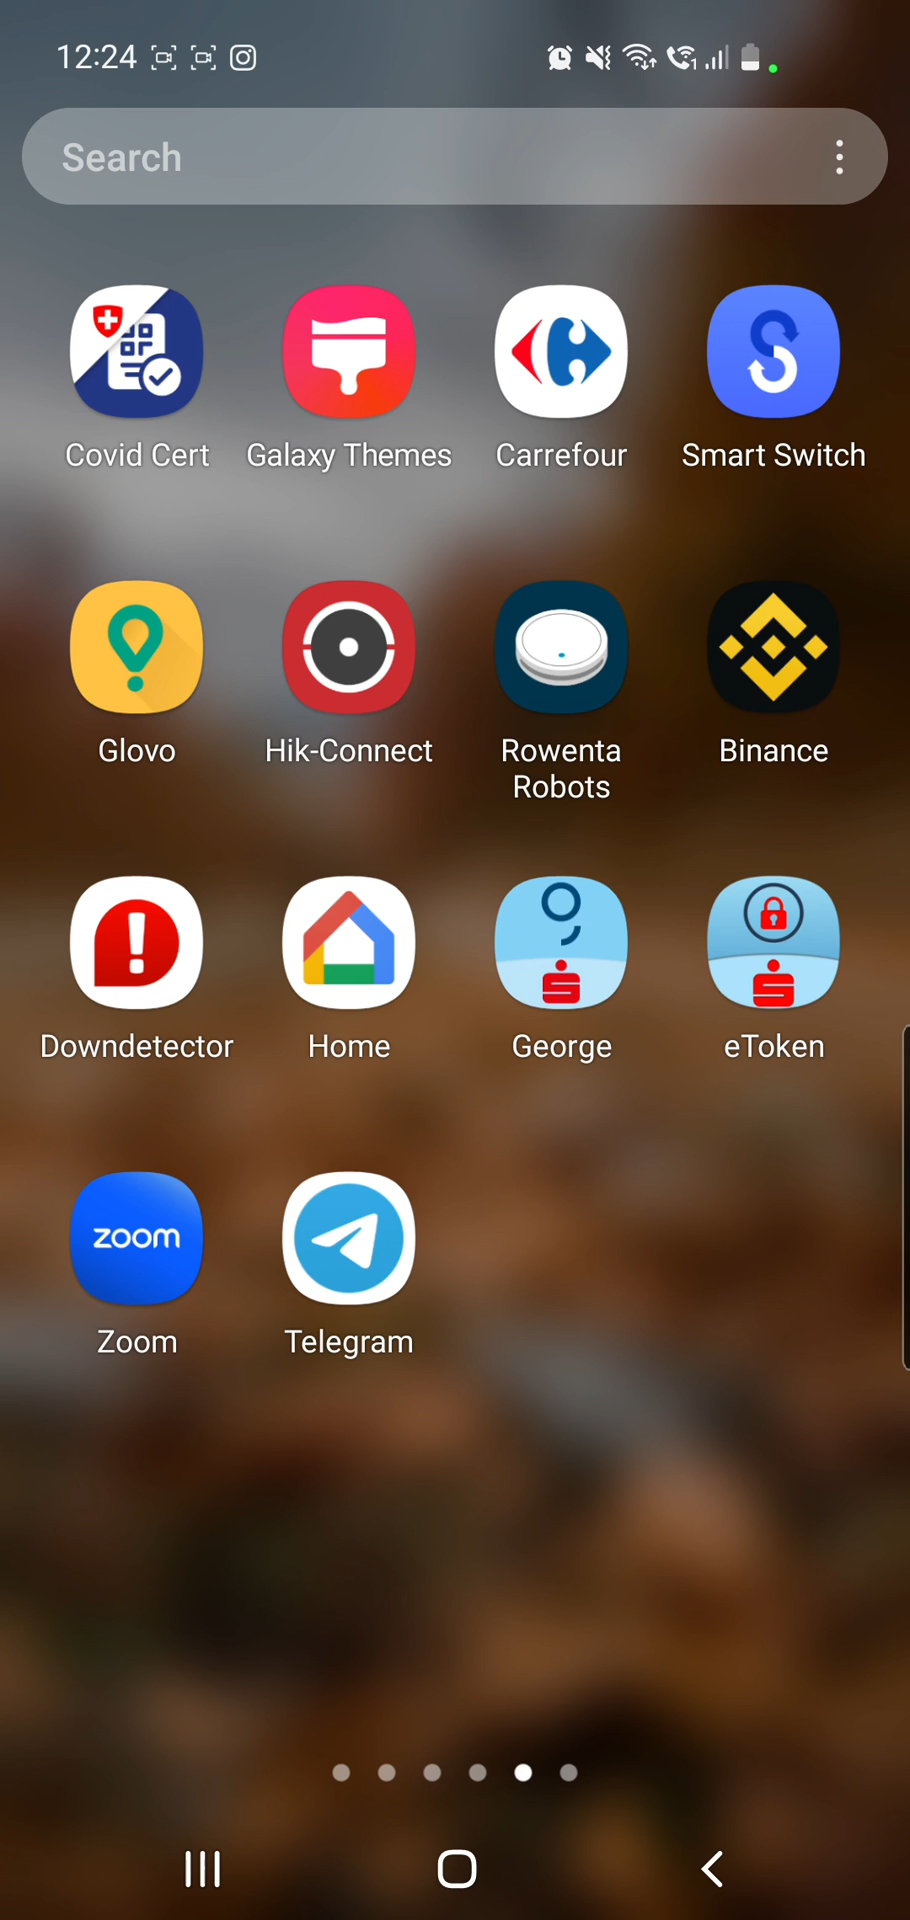 12:24
Search
Covid Cert
Galaxy Themes
Carrefour
Smart Switch
Glovo
Hik-Connect
Rowenta
Robots
Binance
Downdetector
Home
George
eToken
zoom
Zoom
Telegram